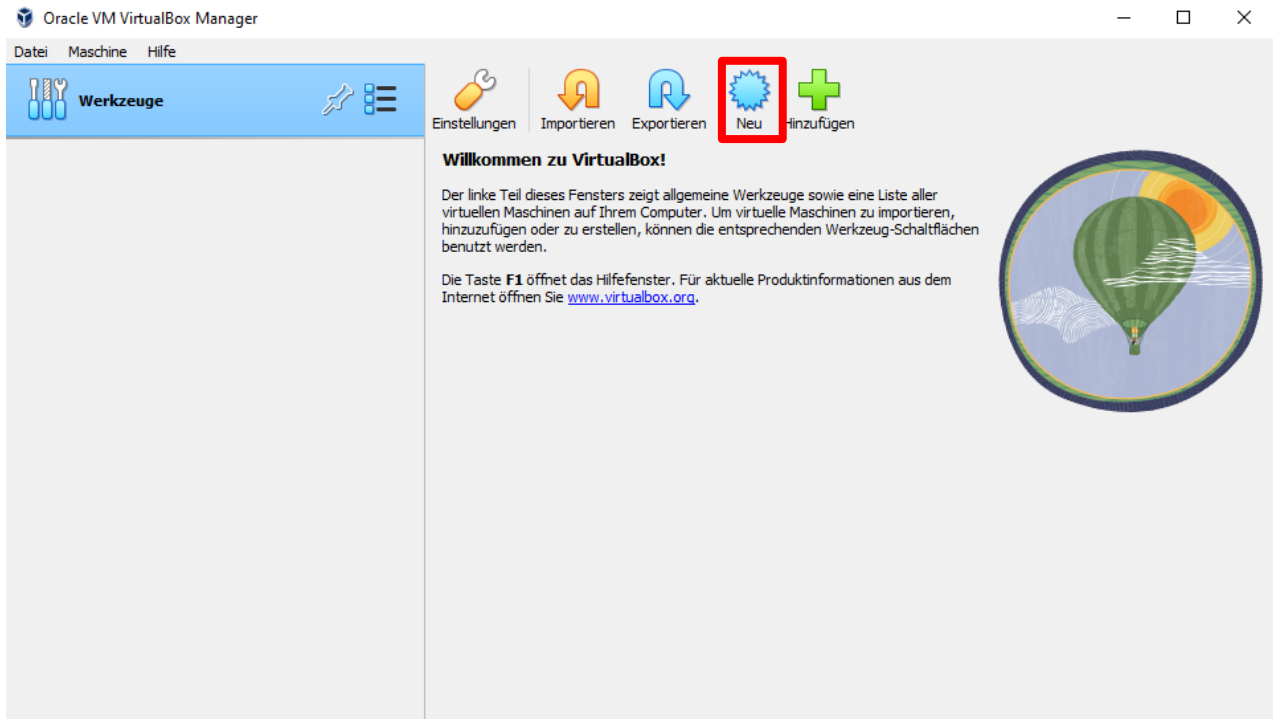 Oracle VM VirtualBox Manager
Datei Maschine Hilfe
Werkzeuge
Einstellungen Importieren Exportieren Neu Hinzufügen
Willkommen zu VirtualBox!
Der linke Teil dieses Fensters zeigt allgemeine Werkzeuge sowie eine Liste aller
virtuellen Maschinen auf Ihrem Computer. Um virtuelle Maschinen zu importieren,
hinzuzufügen oder zu erstellen, können die entsprechenden Werkzeug-Schaltflächen
benutzt werden.
Die Taste F1 öffnet das Hilfefenster. Für aktuelle Produktinformationen aus dem
Internet öffnen Sie www.virtualbox.org.